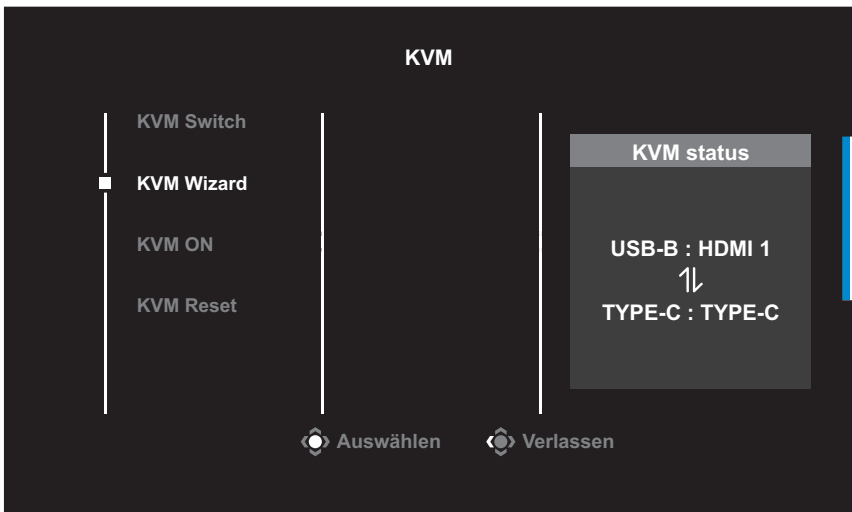 KVM
KVM Switch
KVM Wizard
KVM ON
KVM Reset
KVM status
USB-B : HDMI 1
TYPE-C : TYPE-C
Auswählen
Verlassen